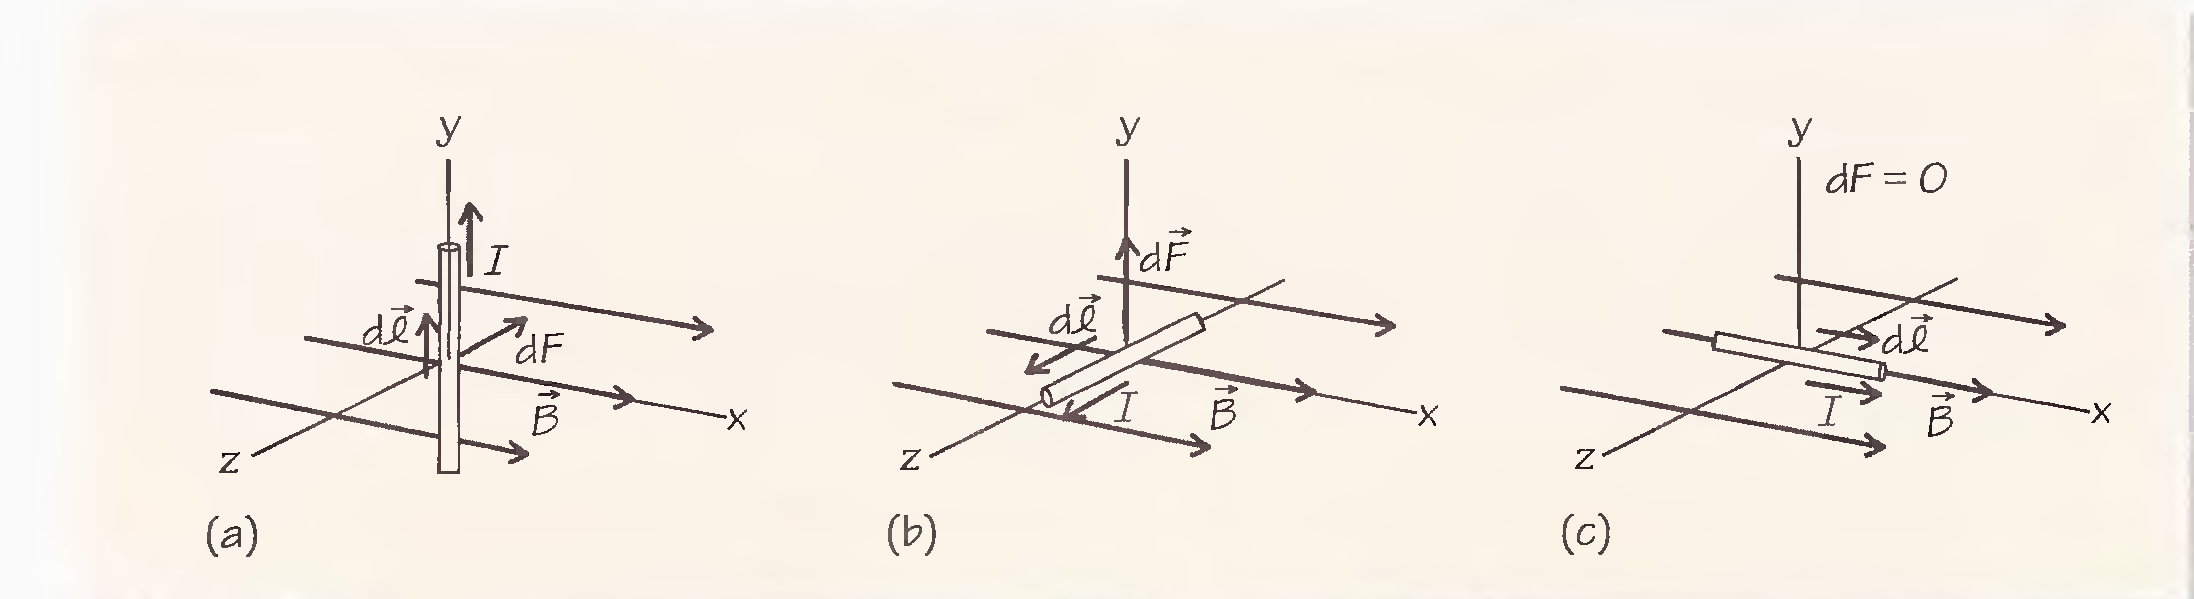 y
I
dℓ⃗
dF
B⃗
x
z
(a)
y
dF⃗
dℓ⃗
I
B⃗
x
z
(b)
y
dF = 0
dℓ⃗
I
B⃗
x
z
(c)